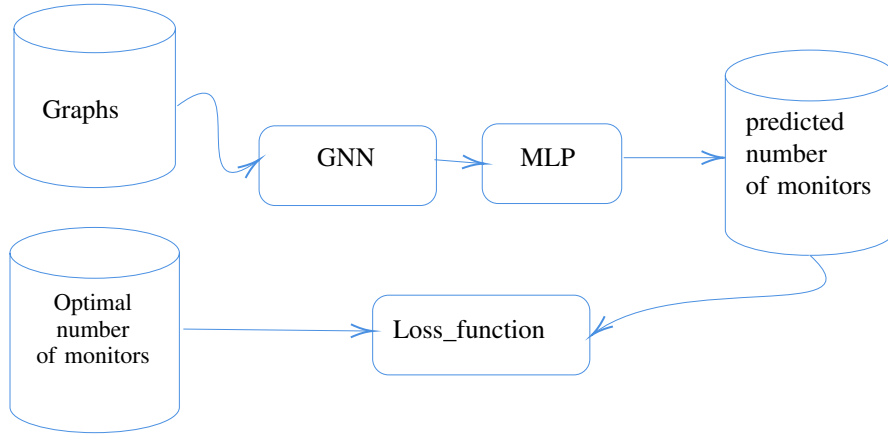 Graphs
GNN
MLP
predicted
number
of monitors
Optimal
number
of monitors
Loss_function